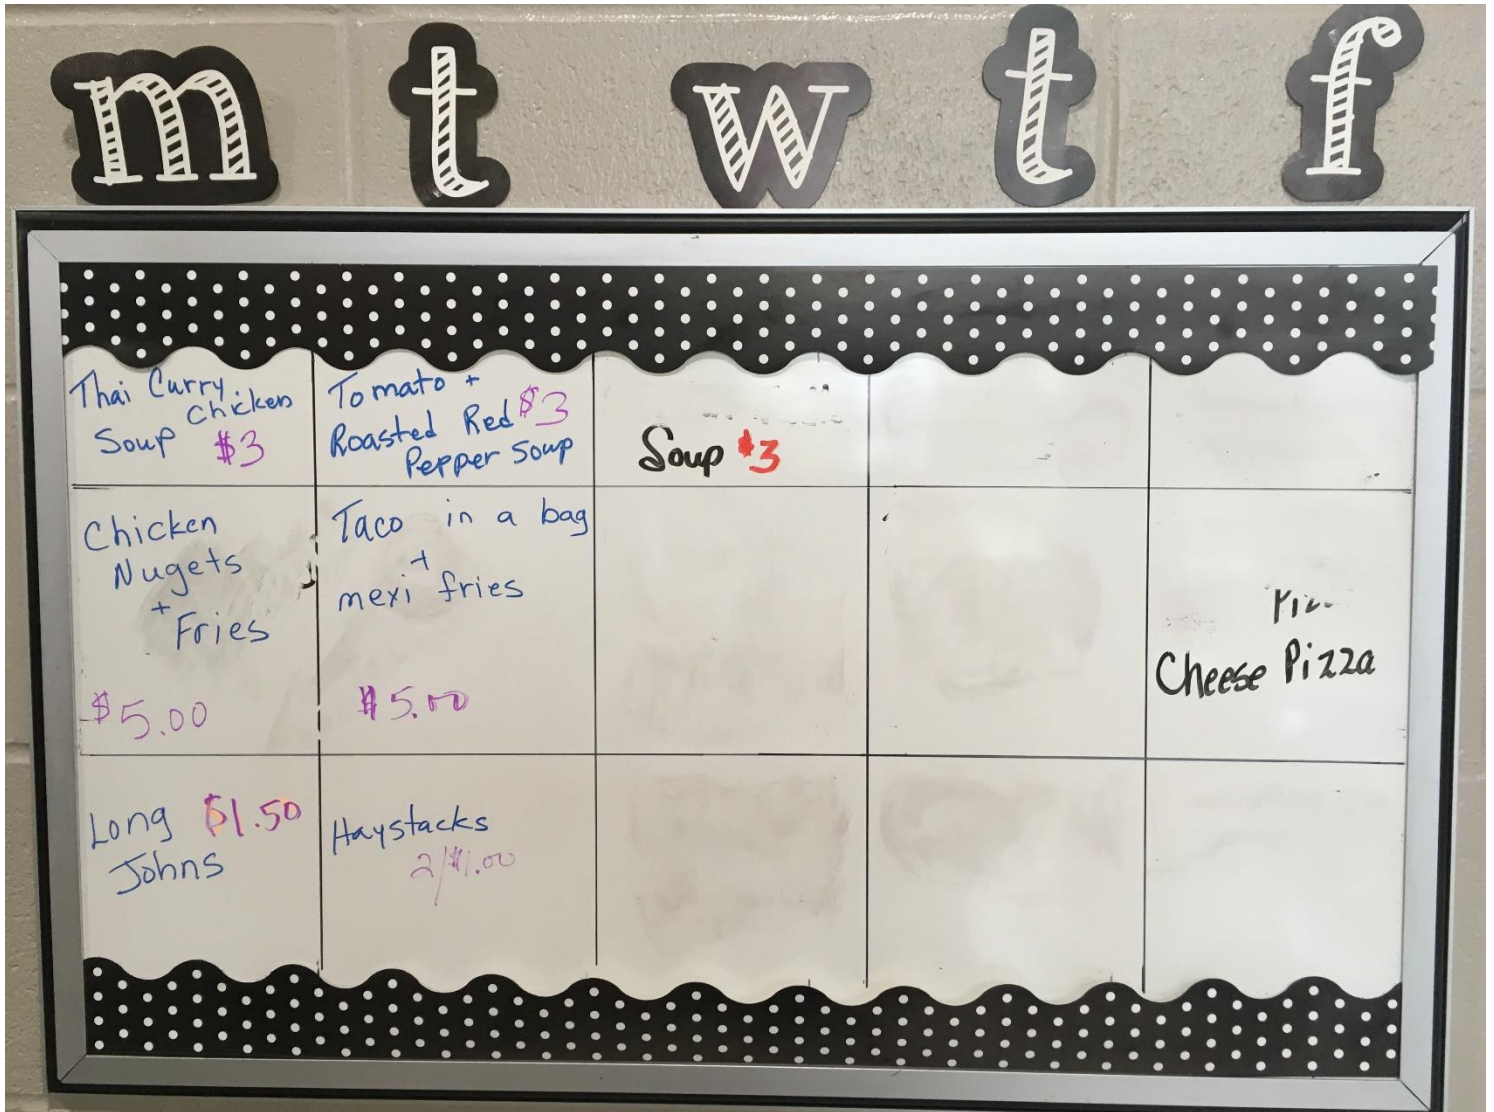 m t w t f
Thai Curry
Chicken
Soup $3
Tomato +
Roasted Red $3
Pepper Soup
Soup $3
Chicken
Nugets
+ Fries
$5.00
Taco in a bag
+
mexi fries
$5.00
Cheese Pizza
Long $1.50
Johns
Haystacks
2/$1.00